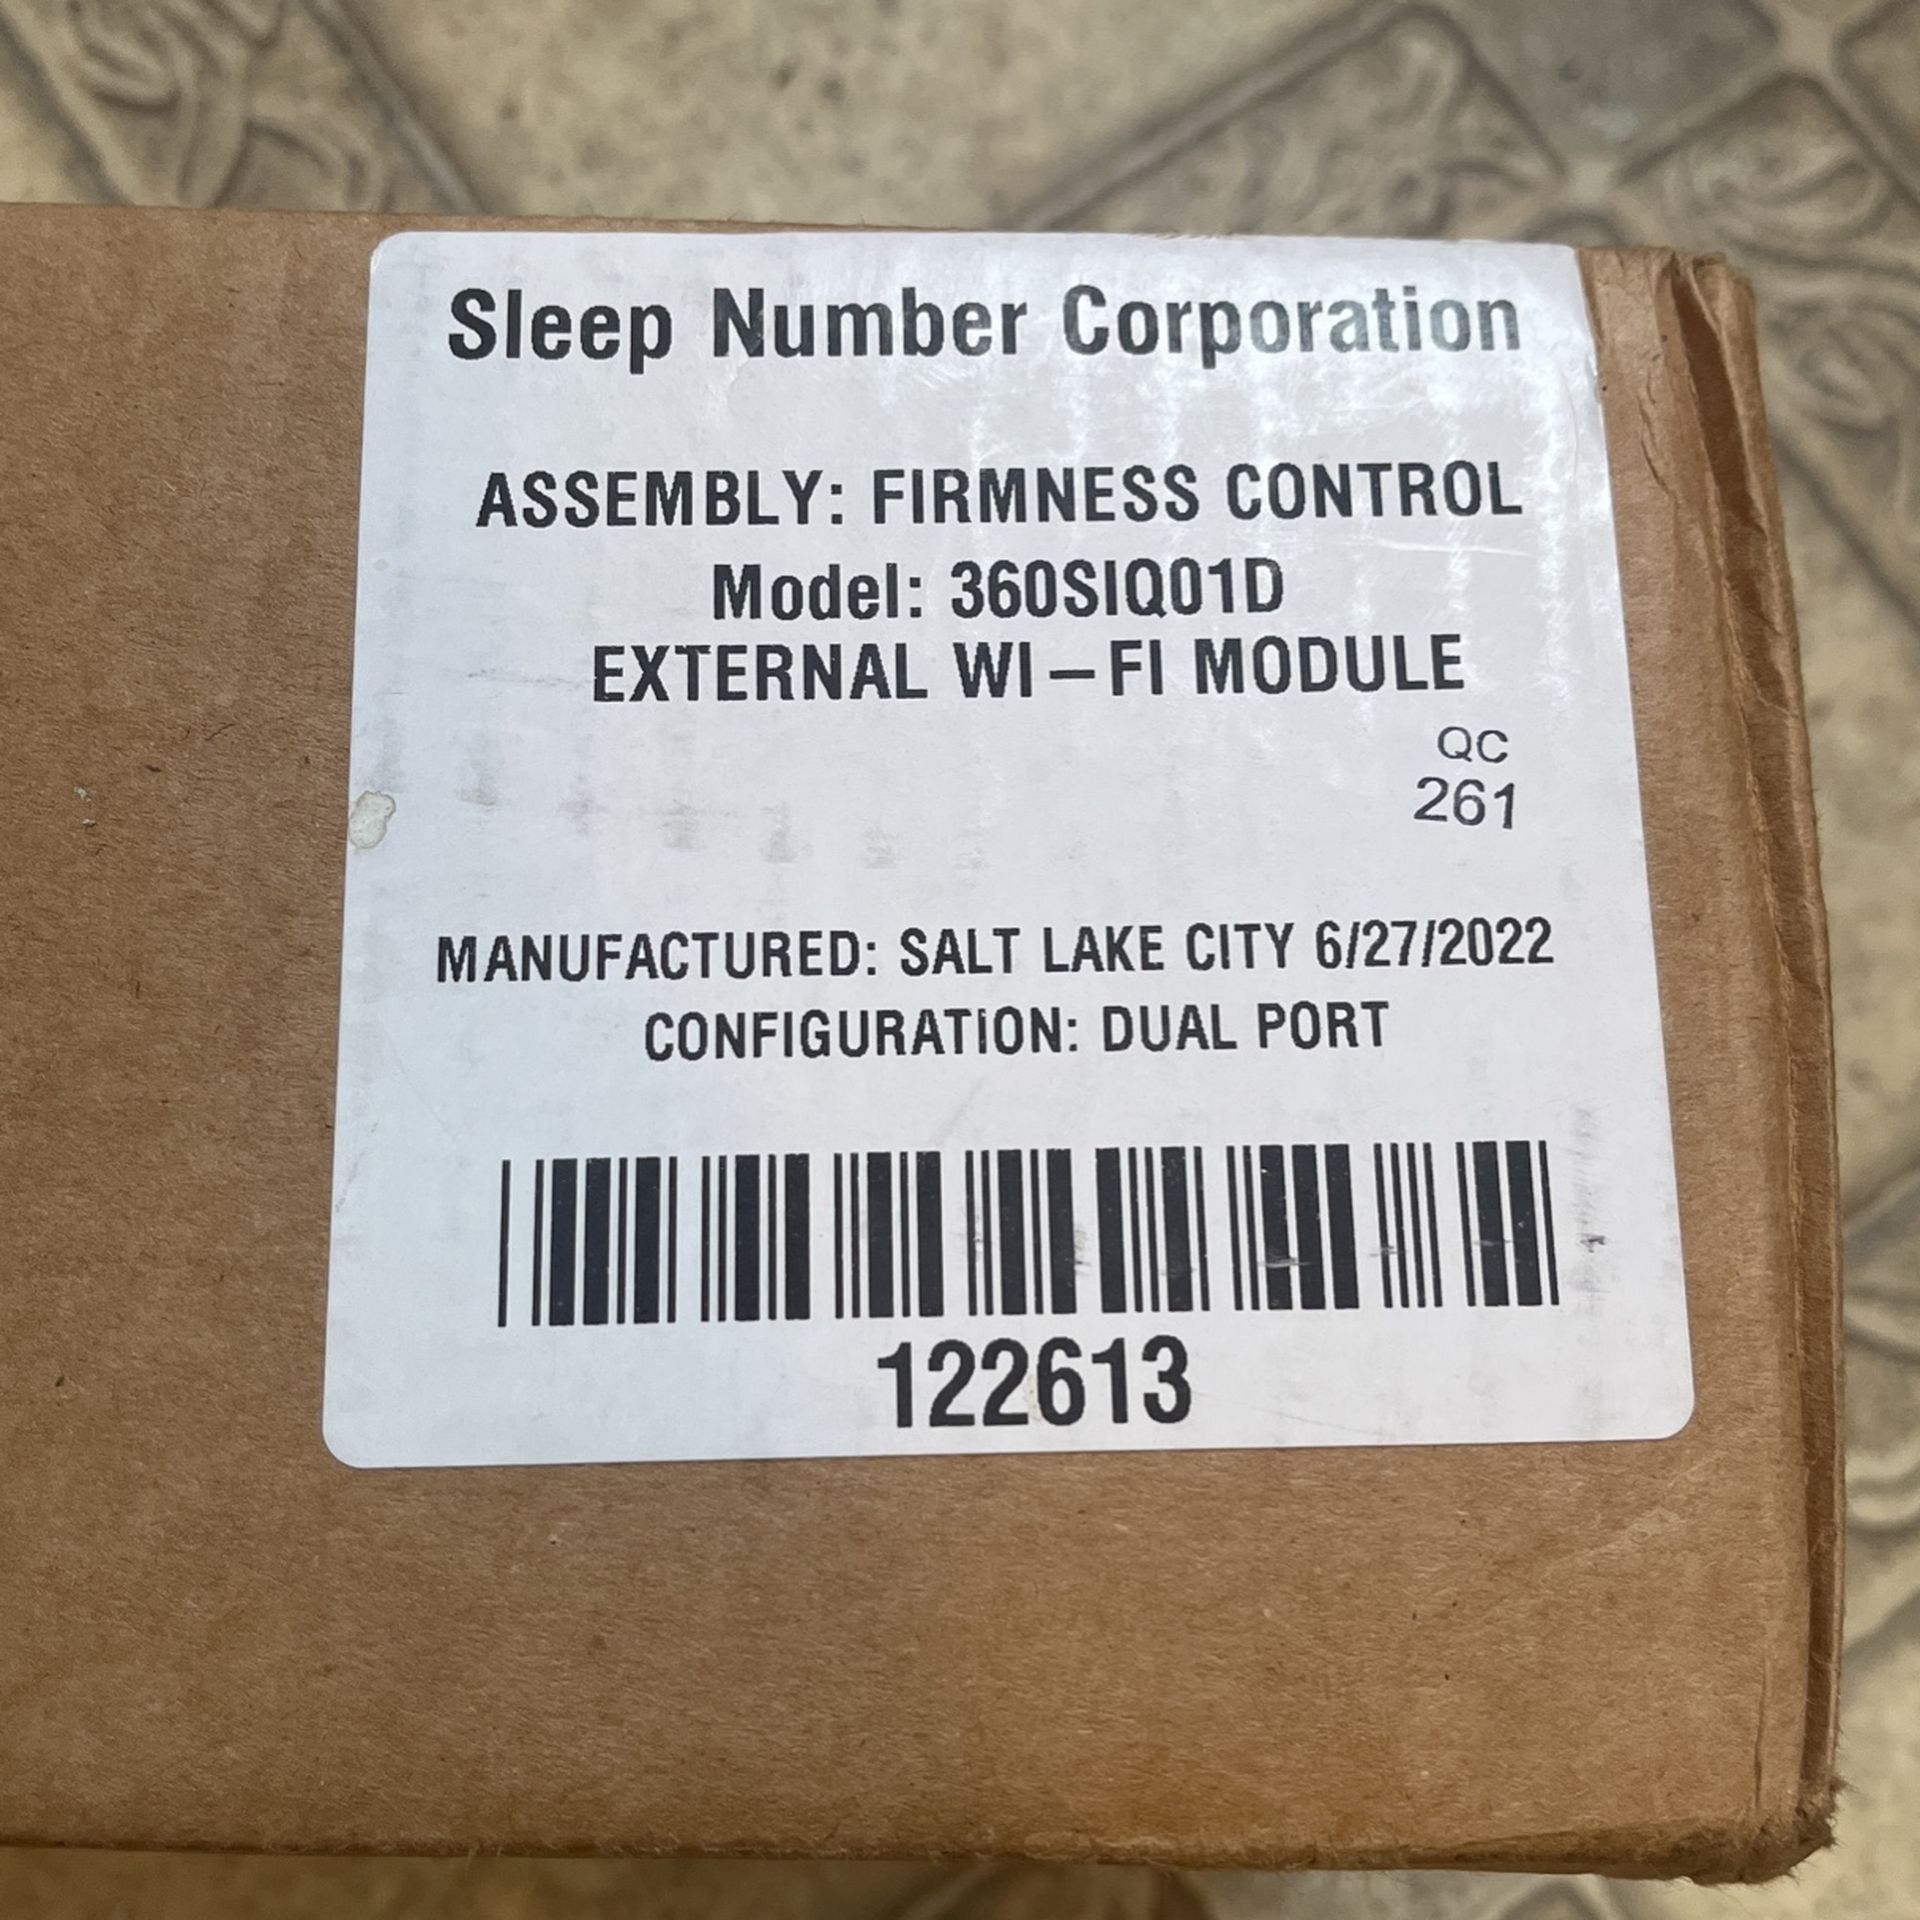 Sleep Number Corporation
ASSEMBLY: FIRMNESS CONTROL
Model: 360SIQ01D
EXTERNAL WI-FI MODULE
QC
261
MANUFACTURED: SALT LAKE CITY 6/27/2022
CONFIGURATION: DUAL PORT
122613